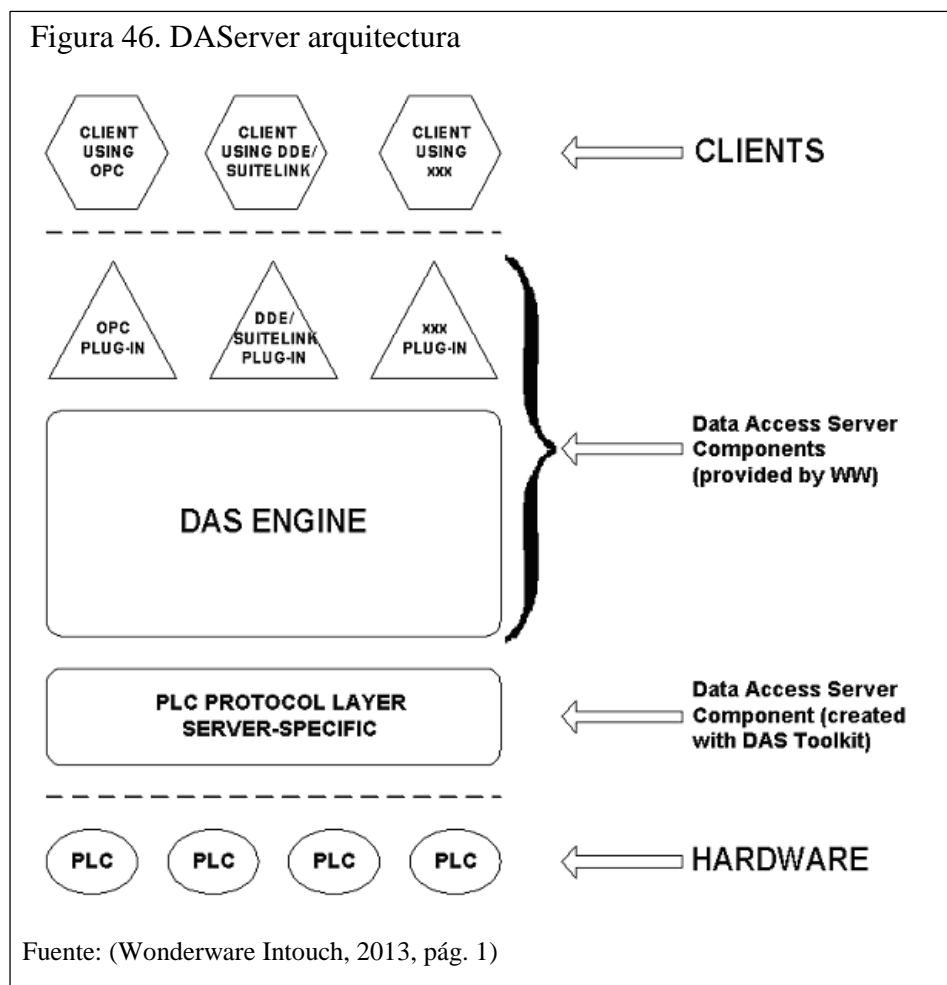 Figura 46. DAServer arquitectura
CLIENT
USING
OPC
CLIENT
USING DDE/
SUITELINK
CLIENT
USING
xxx
CLIENTS
OPC
PLUG-IN
DDE/
SUITELINK
PLUG-IN
xxx
PLUG-IN
Data Access Server
Components
(provided by WW)
DAS ENGINE
PLC PROTOCOL LAYER
SERVER-SPECIFIC
Data Access Server
Component (created
with DAS Toolkit)
PLC
PLC
PLC
PLC
HARDWARE
Fuente: (Wonderware Intouch, 2013, pág. 1)